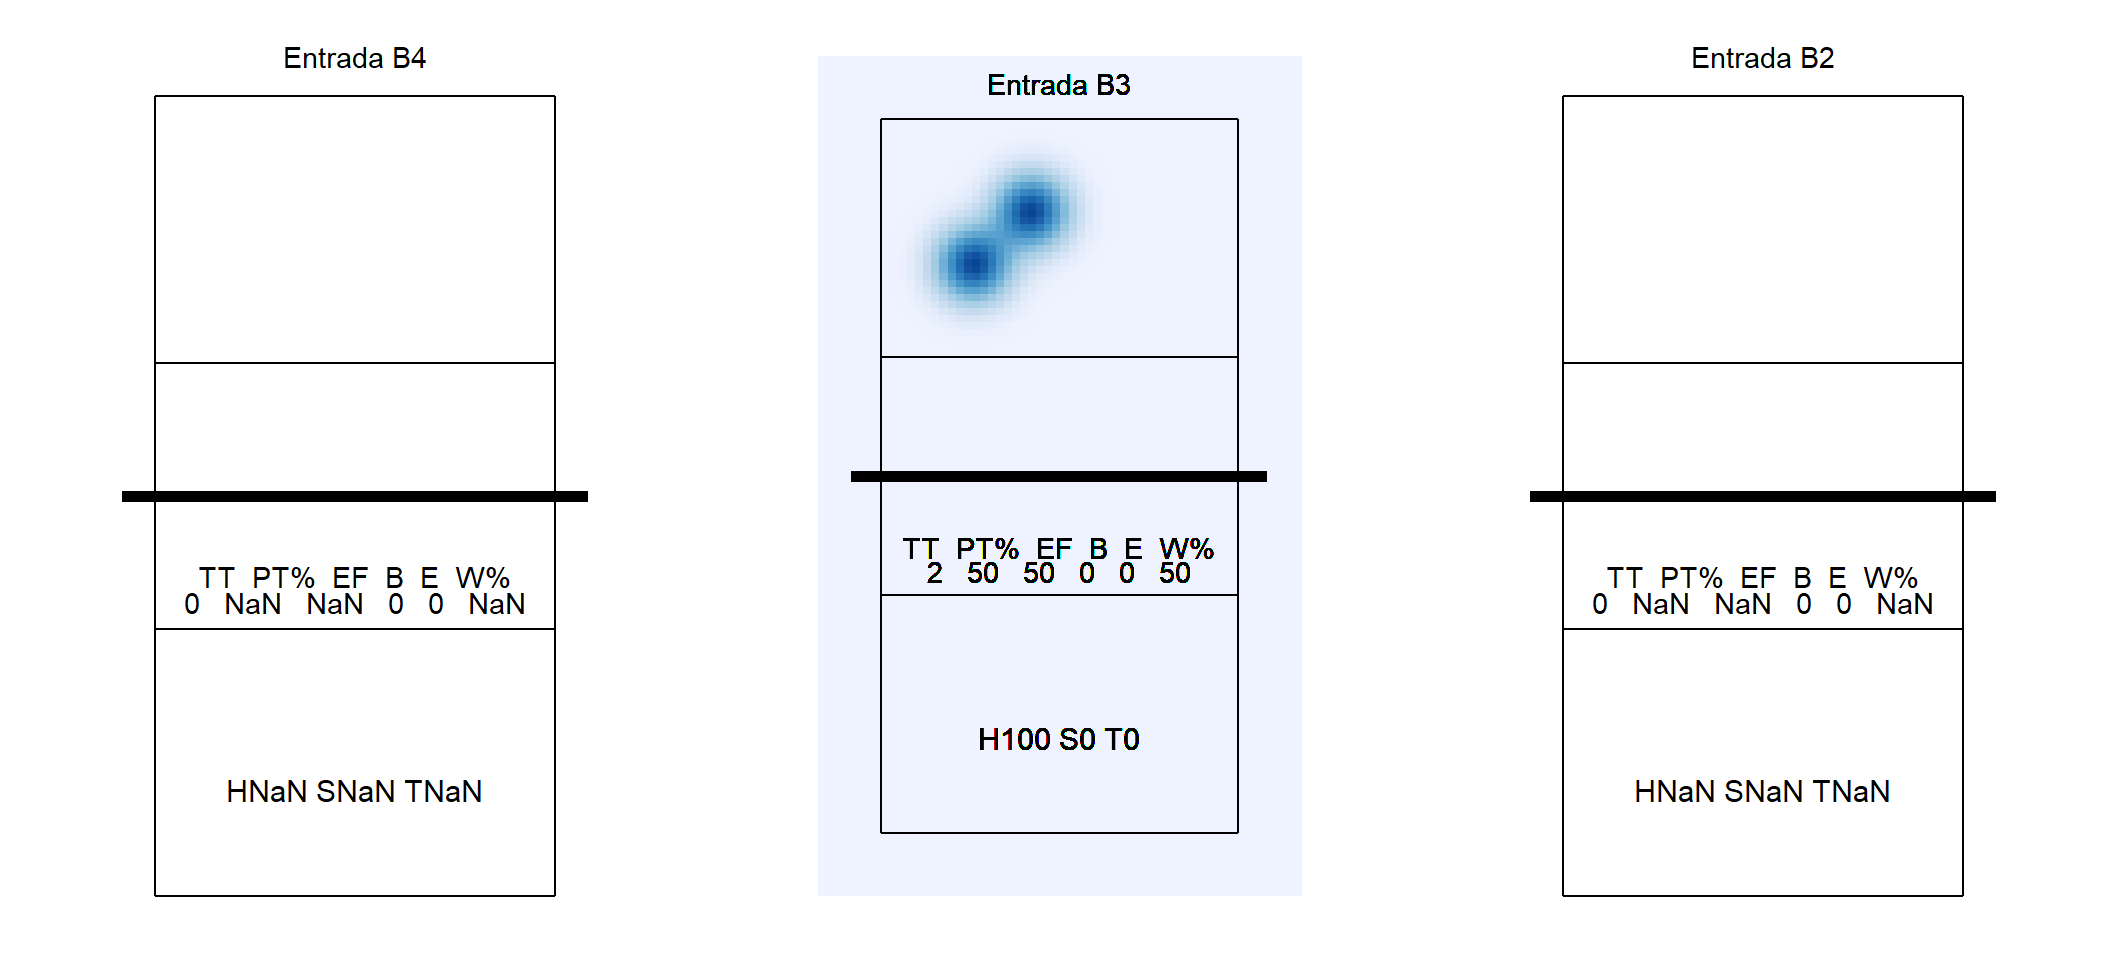 Entrada B4
TT PT% EF B E W%
0 NaN NaN 0 0 NaN
HNaN SNaN TNaN
Entrada B3
TT PT% EF B E W%
2 50 50 0 0 50
H100 S0 T0
Entrada B2
TT PT% EF B E W%
0 NaN NaN 0 0 NaN
HNaN SNaN TNaN